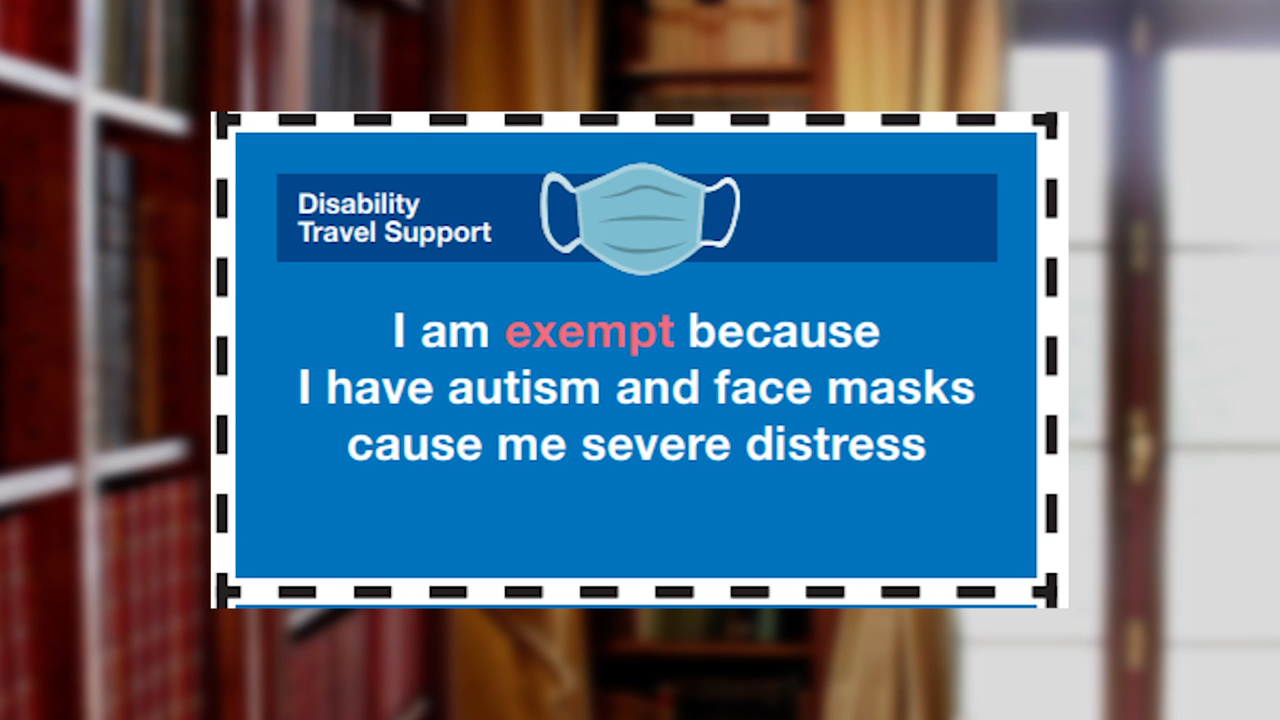 Disability
Travel Support
I am exempt because
I have autism and face masks
cause me severe distress